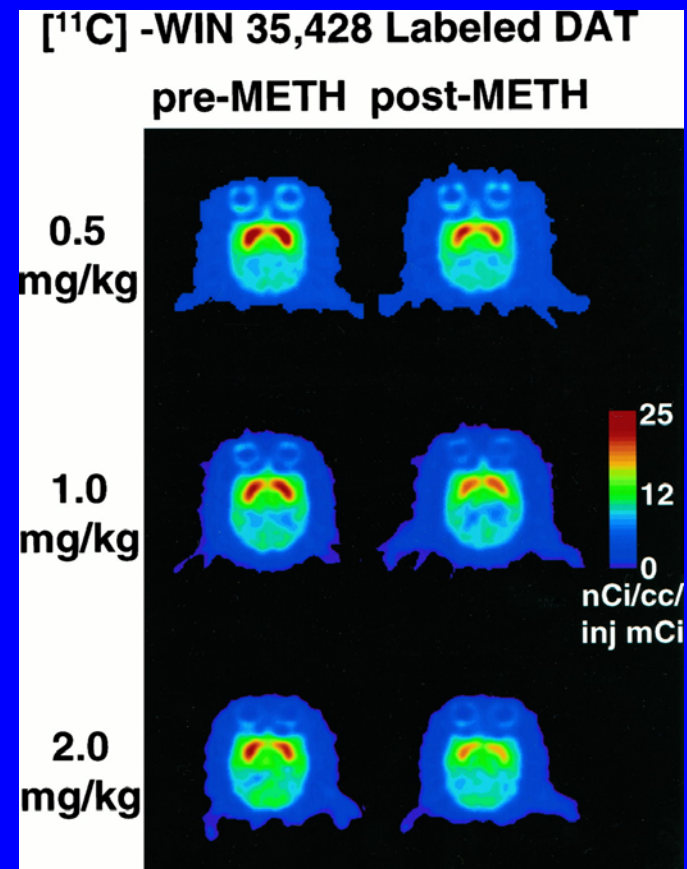 [¹¹C] -WIN 35,428 Labeled DAT
pre-METH post-METH
0.5
mg/kg
1.0
mg/kg
25
12
0
nCi/cc/
inj mCi
2.0
mg/kg